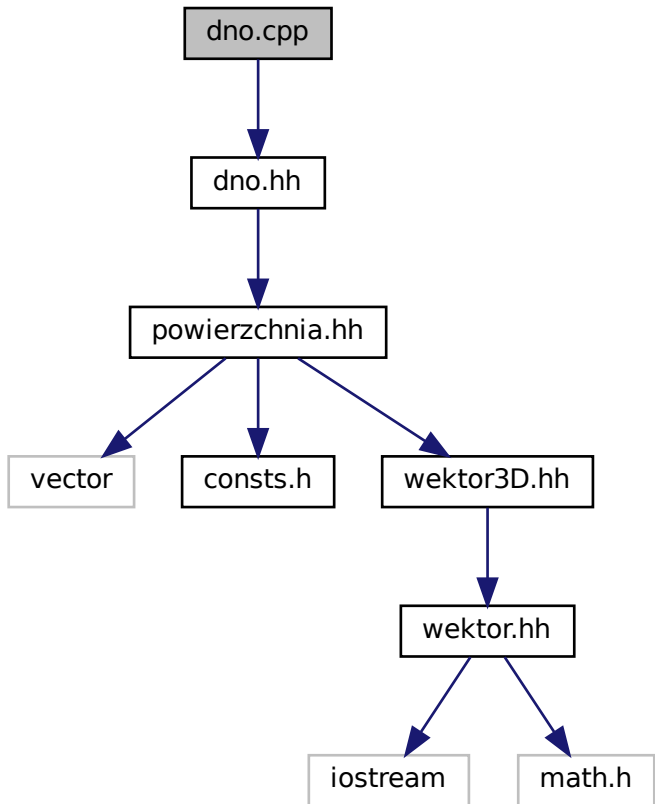 dno.cpp
dno.hh
powierzchnia.hh
vector
consts.h
wektor3D.hh
wektor.hh
iostream
math.h